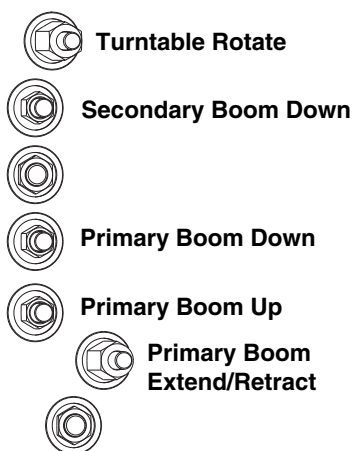 Turntable Rotate
Secondary Boom Down
Primary Boom Down
Primary Boom Up
Primary Boom
Extend/Retract